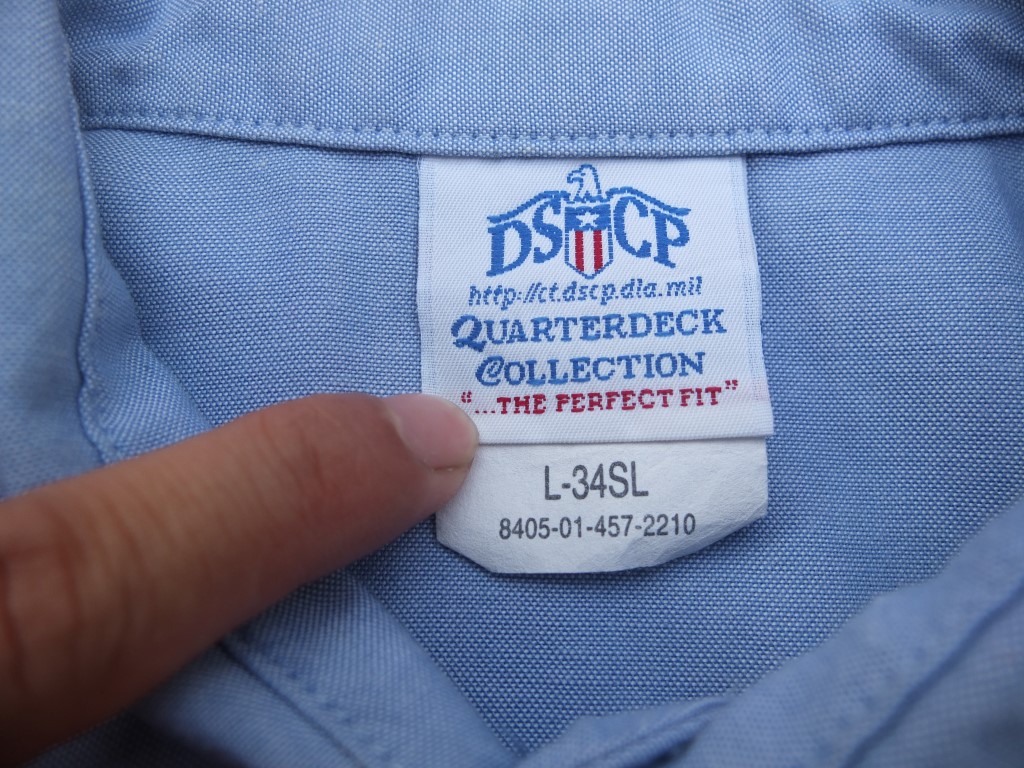 DSCP
http://ct.dscp.dla.mil
QUARTERDECK
COLLECTION
"...THE PERFECT FIT"
L-34SL
8405-01-457-2210